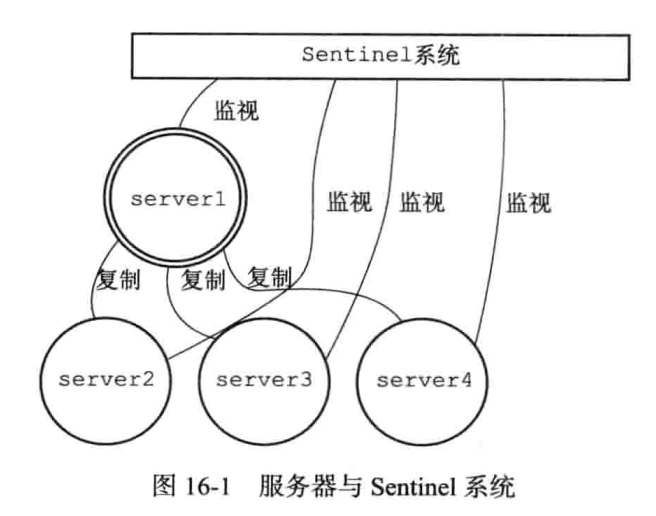 Sentinel系统
监视
server1
监视
监视
监视
复制
复制
复制
server2
server3
server4
图 16-1 服务器与 Sentinel 系统